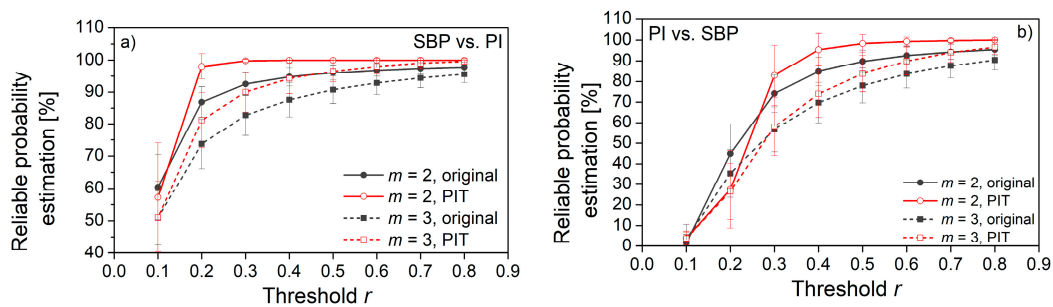 a)
SBP vs. PI
Reliable probability
estimation [%]
110
100
90
80
70
60
50
40
m = 2, original
m = 2, PIT
m = 3, original
m = 3, PIT
0.0 0.1 0.2 0.3 0.4 0.5 0.6 0.7 0.8 0.9
Threshold r
PI vs. SBP
b)
Reliable probability
estimation [%]
110
100
90
80
70
60
50
40
30
20
10
0
m = 2, original
m = 2, PIT
m = 3, original
m = 3, PIT
0.0 0.1 0.2 0.3 0.4 0.5 0.6 0.7 0.8 0.9
Threshold r